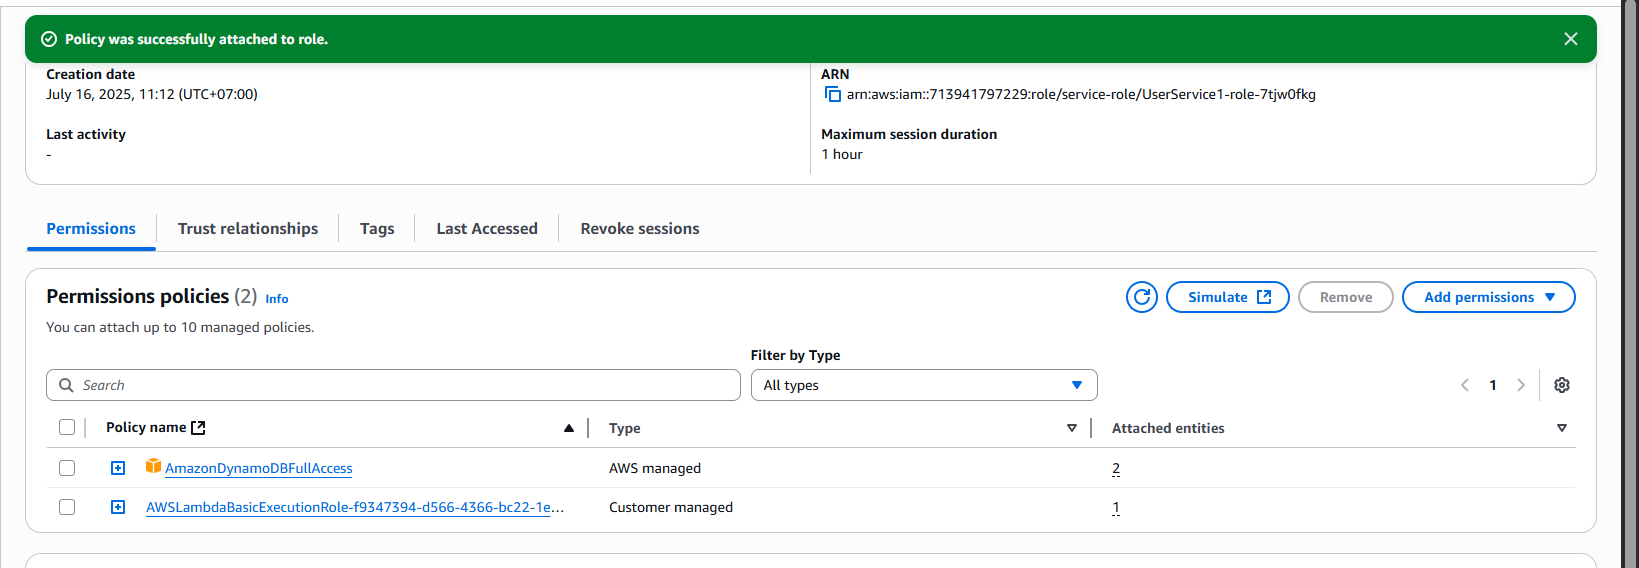 Policy was successfully attached to role.
Creation date
July 16, 2025, 11:12 (UTC+07:00)
ARN
arn:aws:iam::713941797229:role/service-role/UserService1-role-7tjw0fkg
Last activity
-
Maximum session duration
1 hour
Permissions
Trust relationships
Tags
Last Accessed
Revoke sessions
Permissions policies (2) Info
Simulate
Remove
Add permissions
You can attach up to 10 managed policies.
Filter by Type
Search
All types
1
Policy name
Type
Attached entities
AmazonDynamoDBFullAccess
AWS managed
2
AWSLambdaBasicExecutionRole-f9347394-d566-4366-bc22-1e...
Customer managed
1